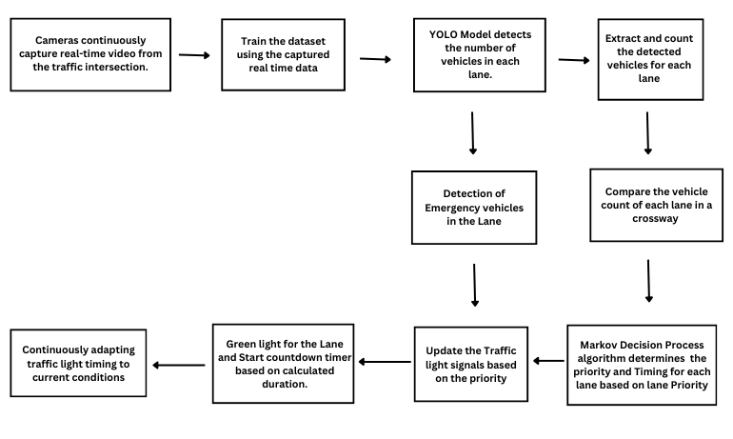 Cameras continuously
capture real-time video from
the traffic intersection.
Train the dataset
using the captured
real time data
YOLO Model detects
the number of
vehicles in each
lane.
Extract and count
the detected
vehicles for each
lane
Detection of
Emergency vehicles
in the Lane
Compare the vehicle
count of each lane in a
crossway
Continuously adapting
traffic light timing to
current conditions
Green light for the Lane
and Start countdown timer
based on calculated
duration.
Update the Traffic
light signals based
on the priority
Markov Decision Process
algorithm determines the
priority and Timing for each
lane based on lane Priority